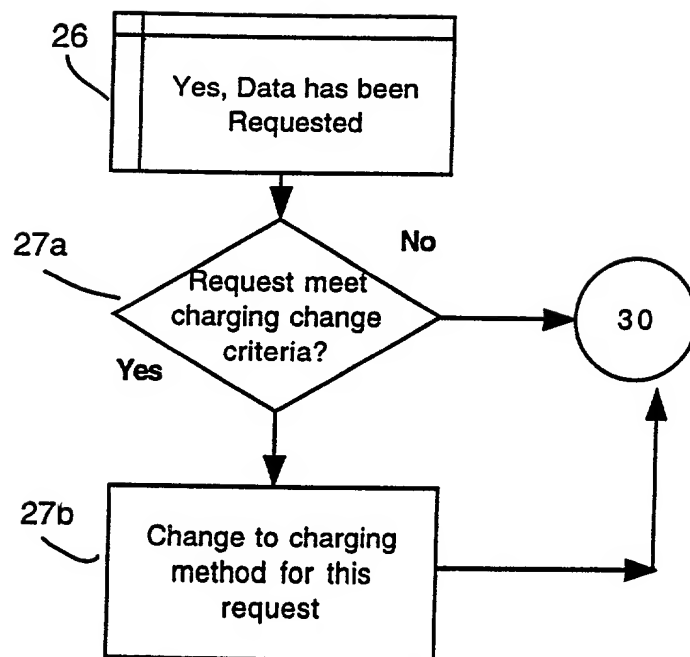 26
Yes, Data has been
Requested
27a
No
Request meet
charging change
criteria?
30
Yes
27b
Change to charging
method for this
request